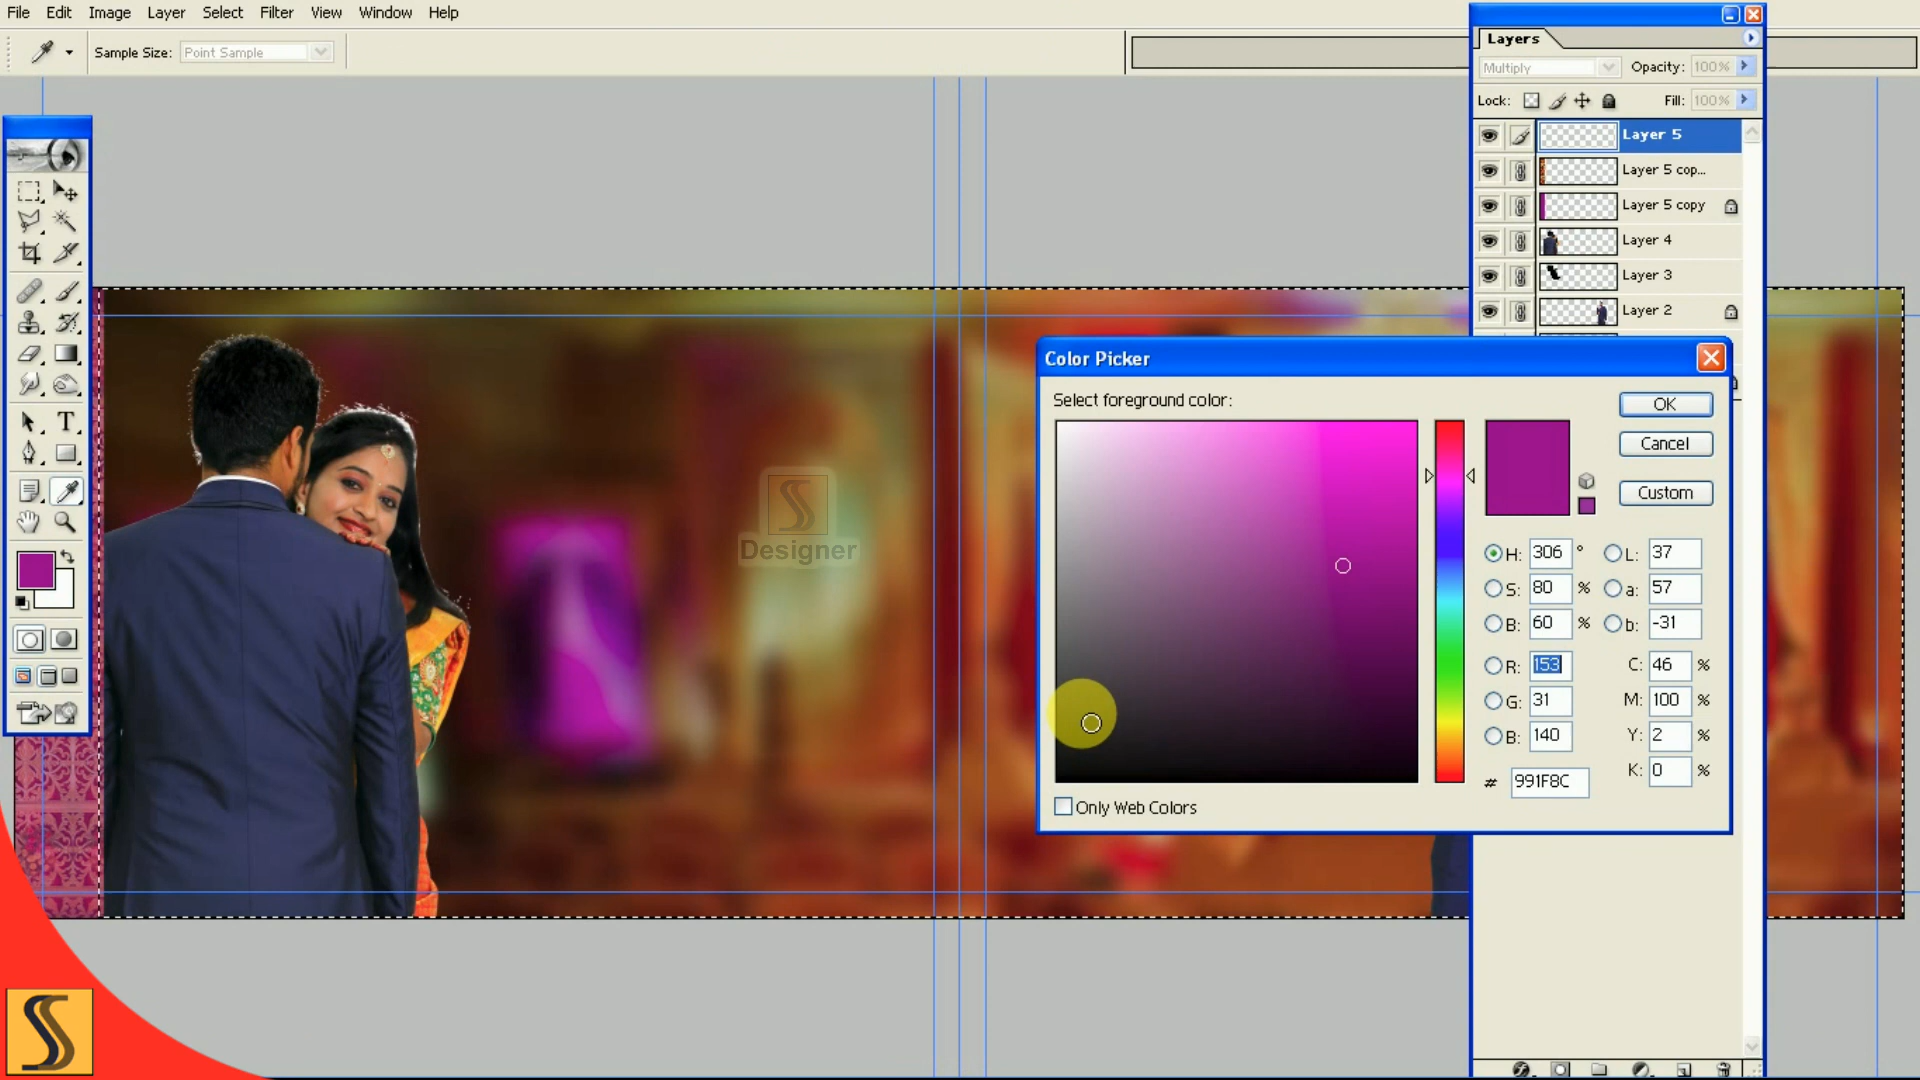 File Edit Image Layer Select Filter View Window Help
Sample Size: Point Sample
Layers
Multiply Opacity: 100%
Lock: Fill: 100%
Layer 5
Layer 5 cop...
Layer 5 copy
Layer 4
Layer 3
Layer 2
T
Color Picker
Select foreground color:
OK
Cancel
Custom
H: 306 ° L: 37
S: 80 % a: 57
B: 60 % b: -31
R: 153 C: 46 %
G: 31 M: 100 %
B: 140 Y: 2 %
K: 0 %
# 991F8C
Only Web Colors
Designer